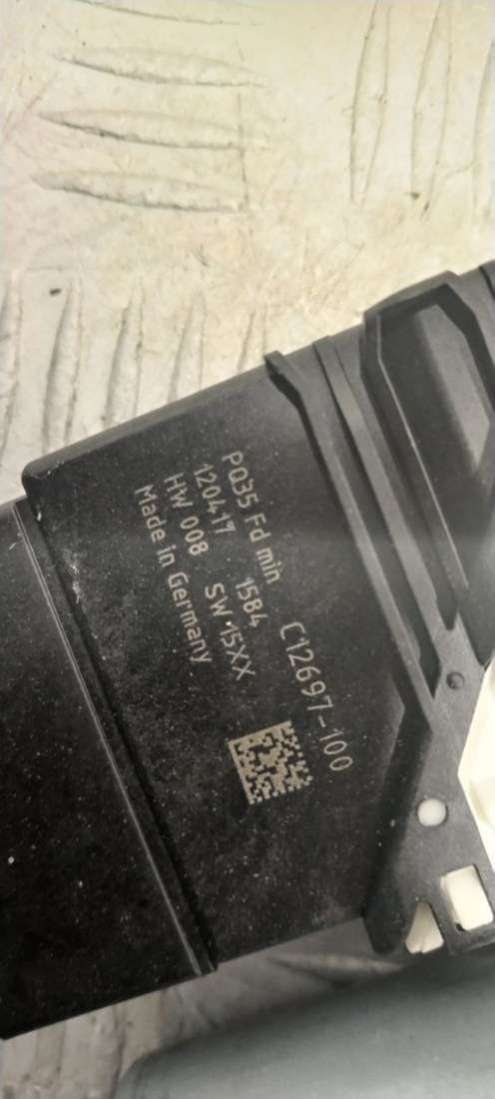 PQ35 Fd min C12697-100
120417 1584
HW 008 SW 15XX
Made in Germany